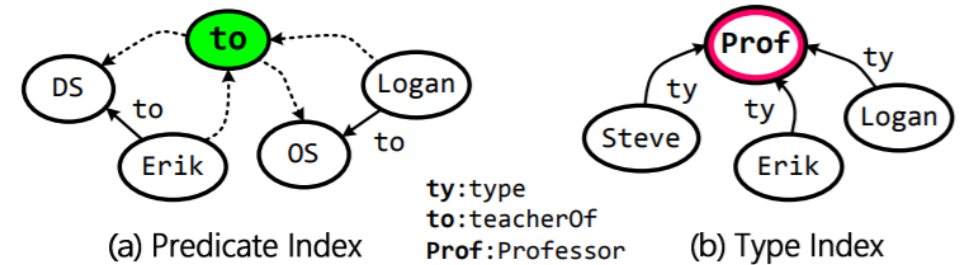 to
DS
to
Erik
OS
Logan
to
(a) Predicate Index
ty:type
to:teacherOf
Prof:Professor
Prof
ty
ty
ty
Steve
Erik
Logan
(b) Type Index